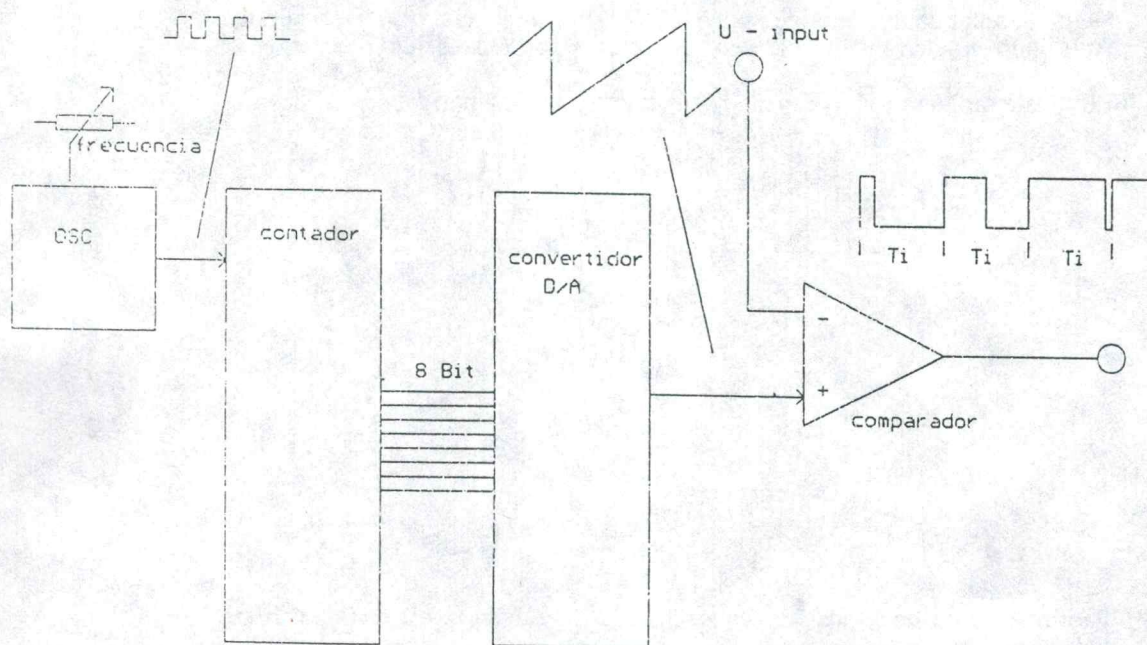 U - input
frecuencia
OSC
contador
convertidor
D/A
Ti
Ti
Ti
-
8 Bit
+
comparador